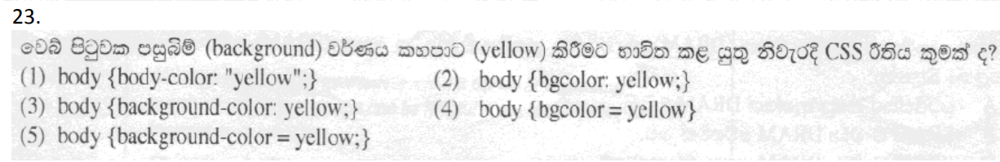 23.
වෙබ් පිටුවක පසුබිම් (background) වර්ණය කහපාට (yellow) කිරීමට භාවිත කළ යුතු නිවැරදි CSS රීතිය කුමක් ද?
(1) body {body-color: "yellow";} (2) body {bgcolor: yellow;}
(3) body {background-color: yellow;} (4) body {bgcolor = yellow}
(5) body {background-color = yellow;}